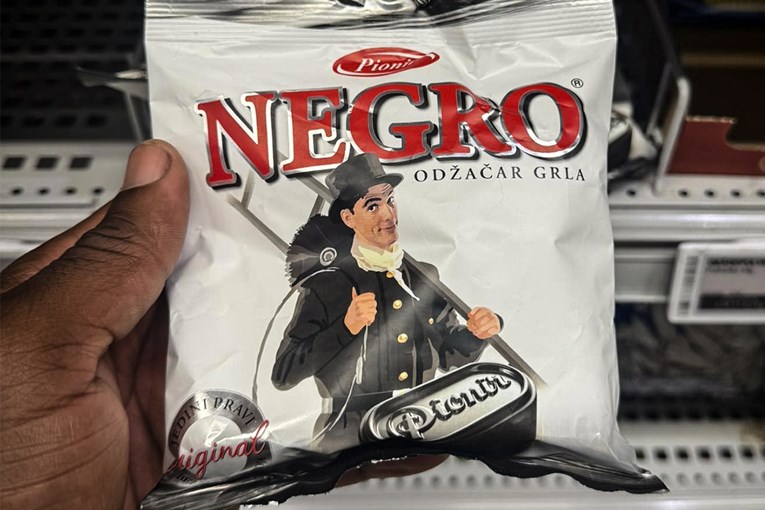 Pionir
NEGRO®
ODŽAČAR GRLA
Pionir
JEDINI PRAVI
Original